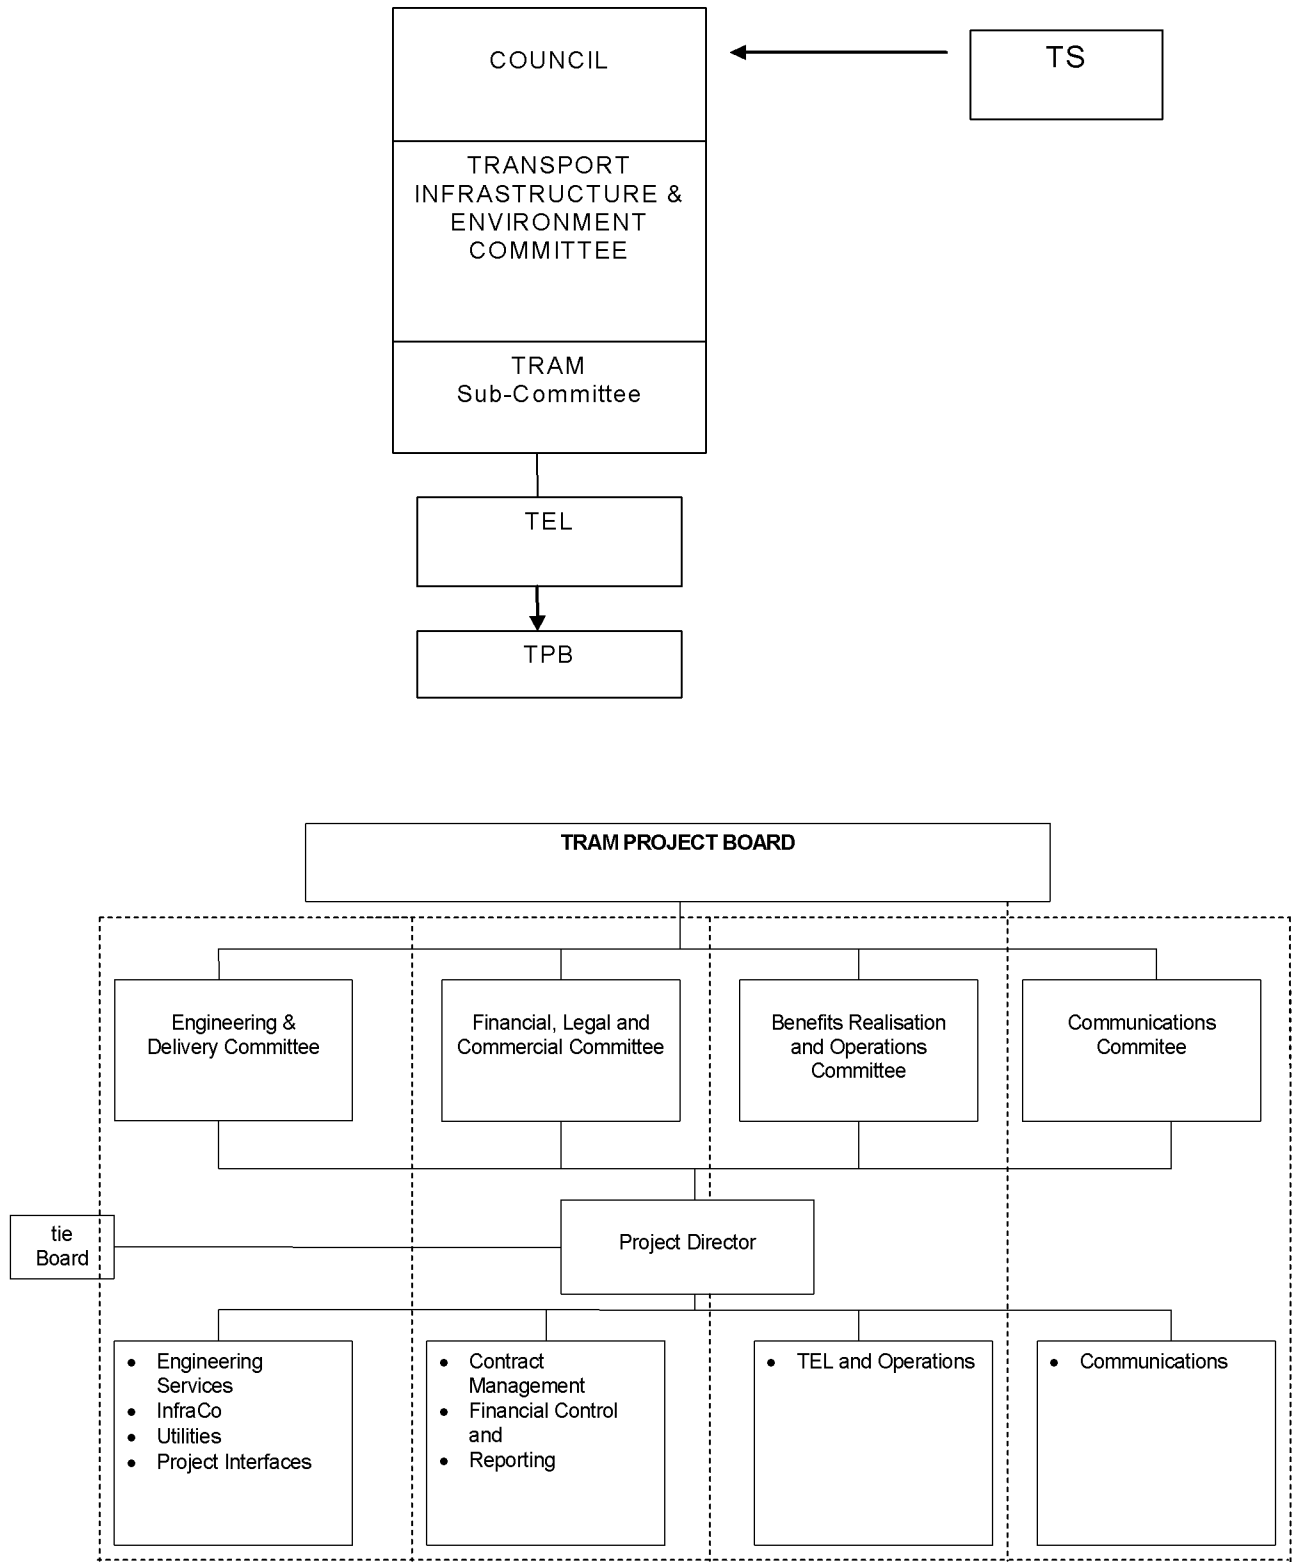 COUNCIL
TS
TRANSPORT
INFRASTRUCTURE &
ENVIRONMENT
COMMITTEE
TRAM
Sub-Committee
TEL
TPB
TRAM PROJECT BOARD
Engineering &
Delivery Committee
Financial, Legal and
Commercial Committee
Benefits Realisation
and Operations
Committee
Communications
Commitee
tie
Board
Project Director
• Engineering
Services
• InfraCo
• Utilities
• Project Interfaces
• Contract
Management
• Financial Control
and
• Reporting
• TEL and Operations
• Communications